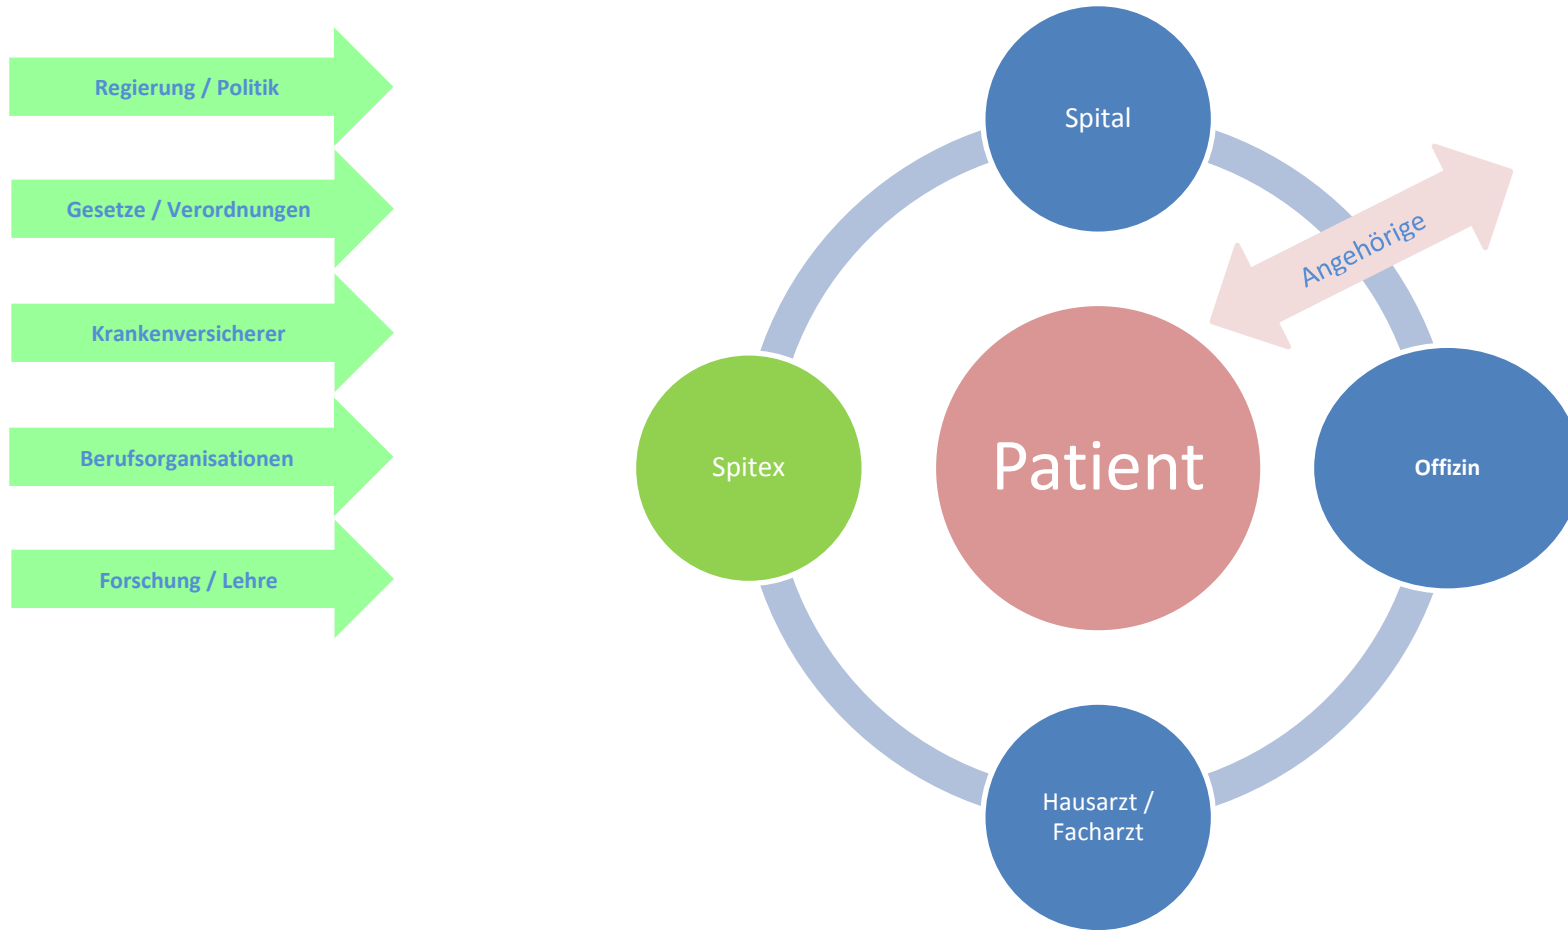 Regierung / Politik
Gesetze / Verordnungen
Krankenversicherer
Berufsorganisationen
Forschung / Lehre
Spital
Angehörige
Spitex
Patient
Offizin
Hausarzt /
Facharzt